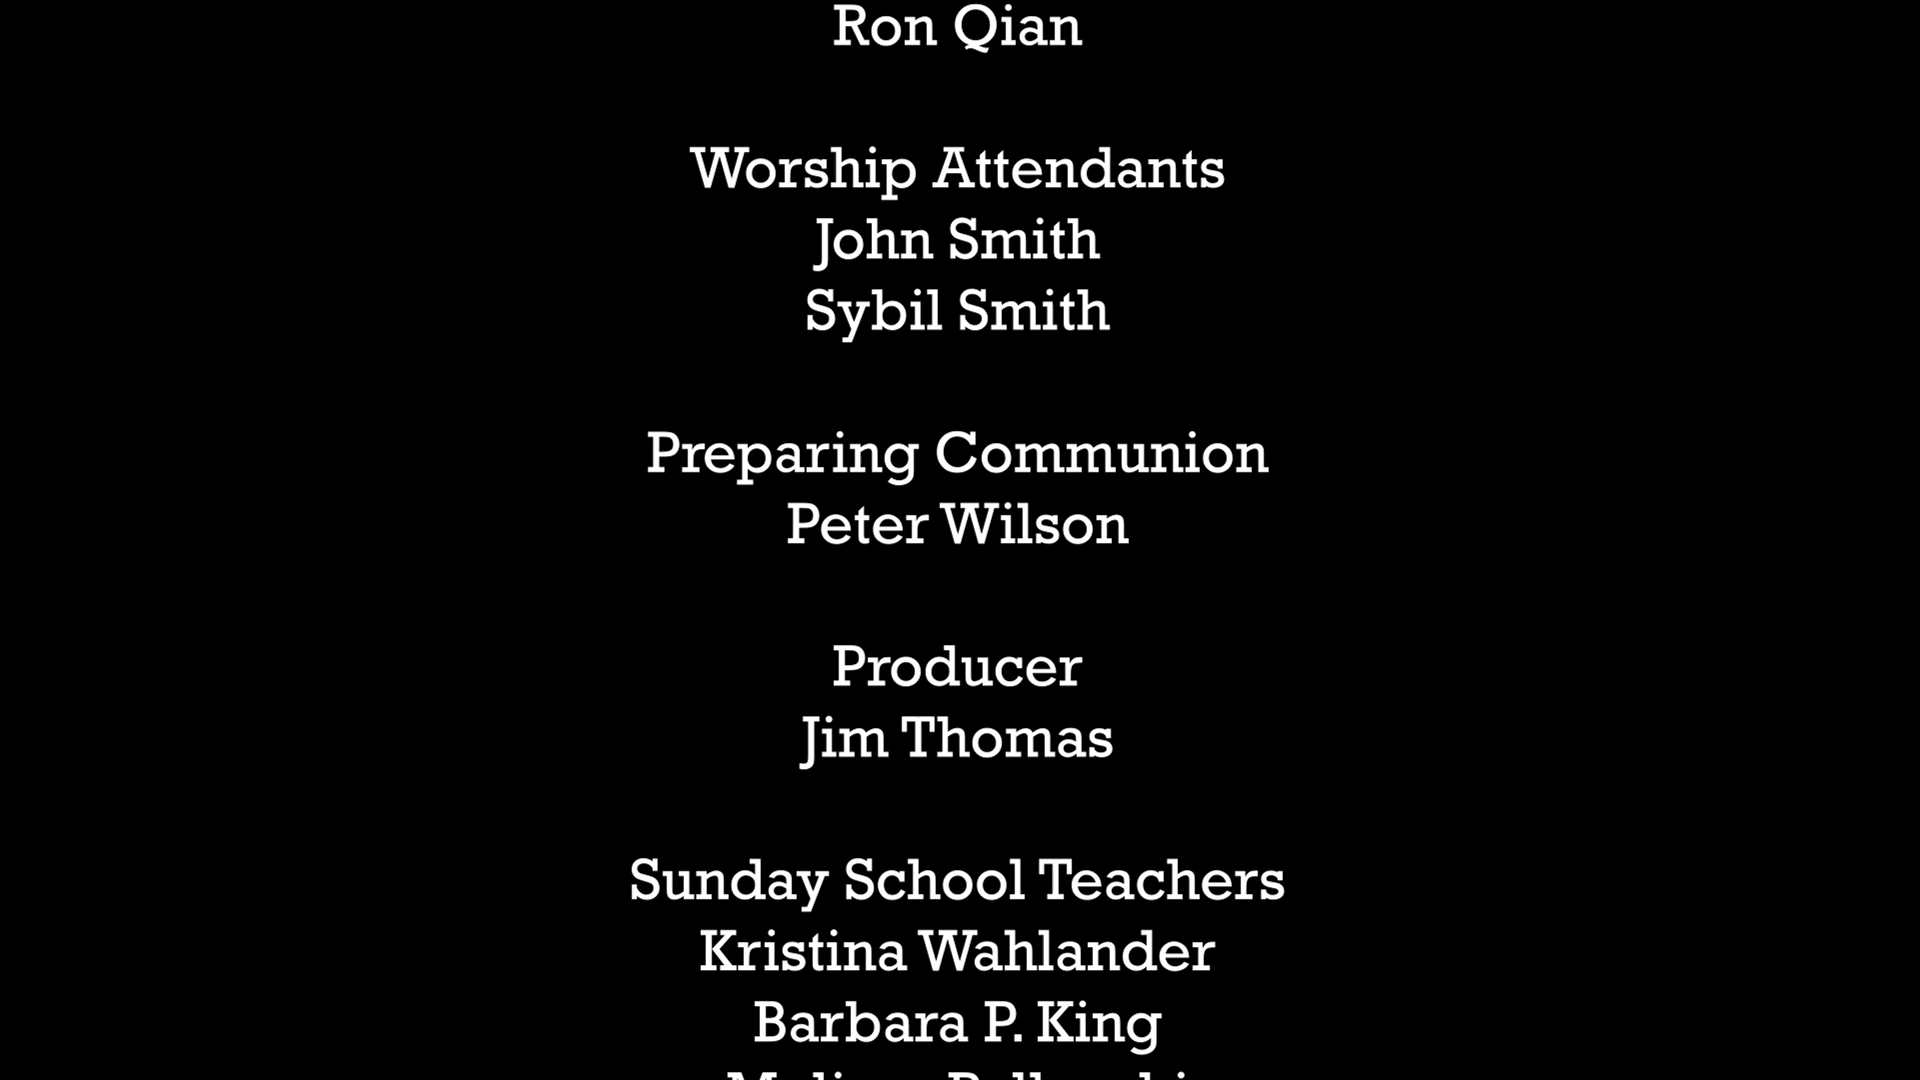 Ron Qian
Worship Attendants
John Smith
Sybil Smith
Preparing Communion
Peter Wilson
Producer
Jim Thomas
Sunday School Teachers
Kristina Wahlander
Barbara P. King